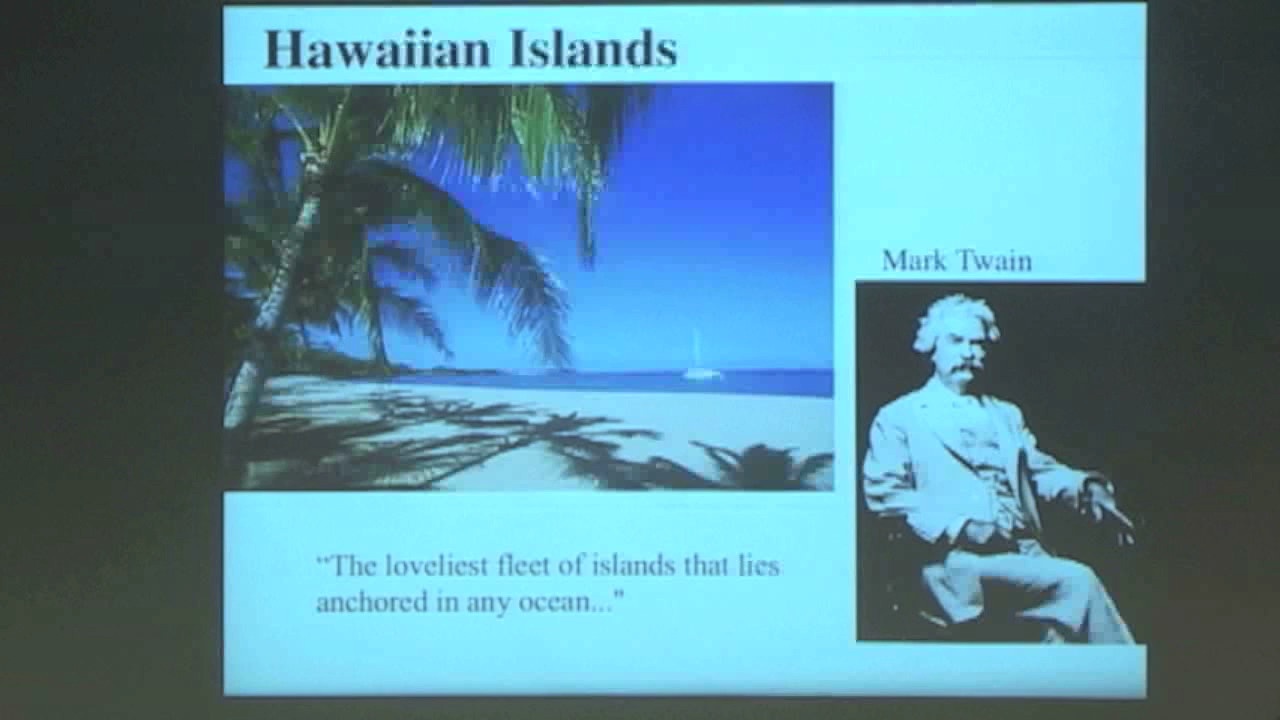 Hawaiian Islands
Mark Twain
“The loveliest fleet of islands that lies
anchored in any ocean..."